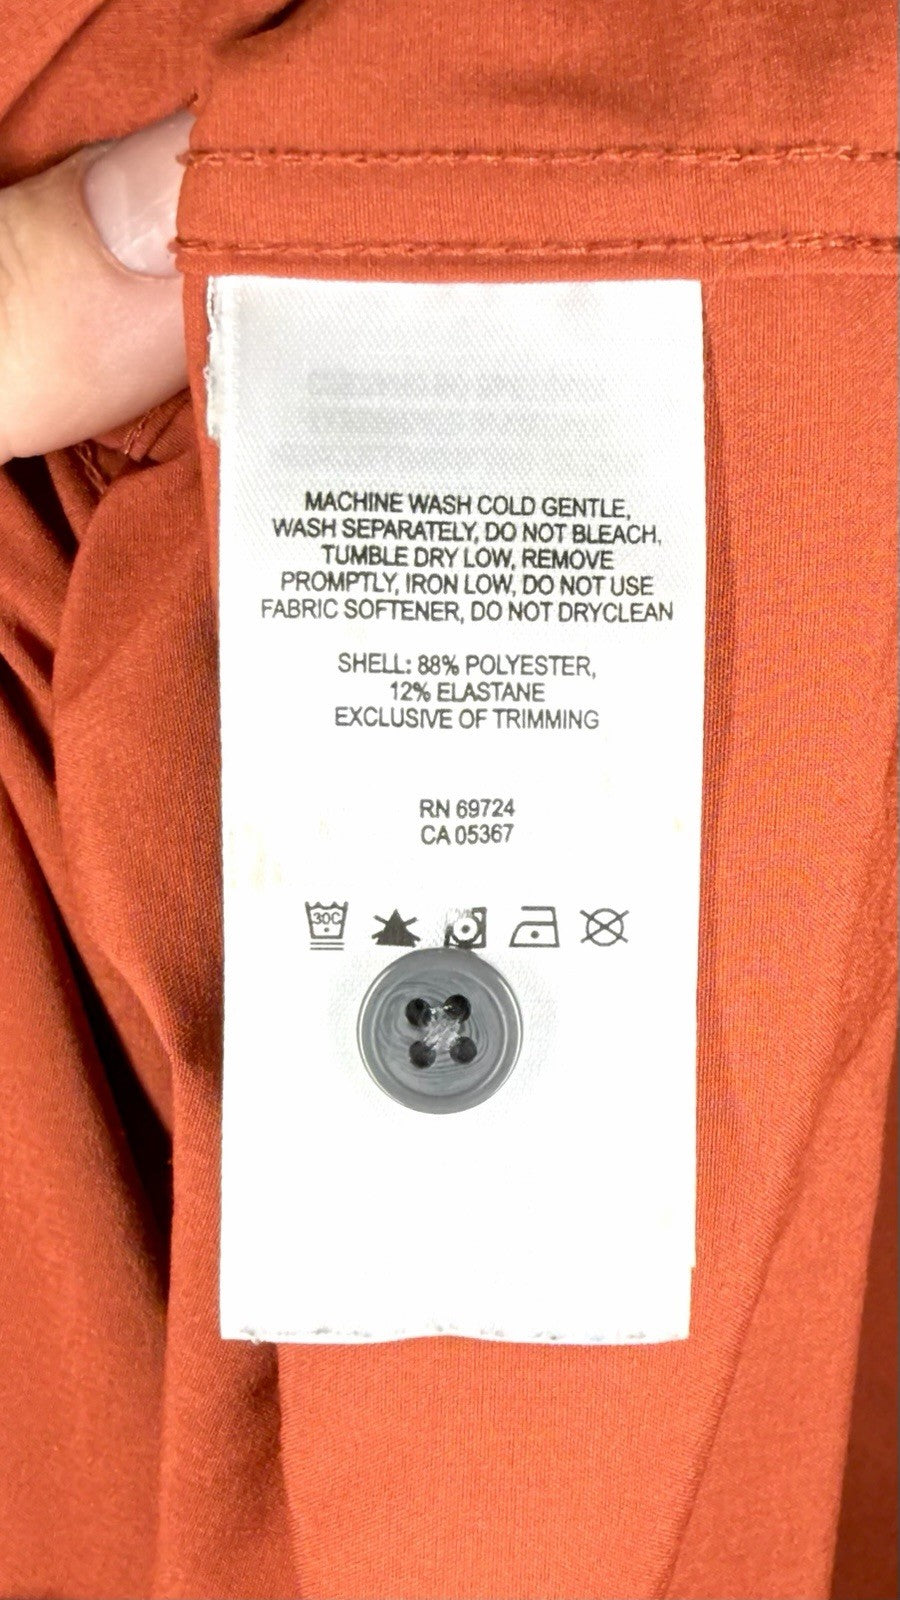 MACHINE WASH COLD GENTLE,
WASH SEPARATELY, DO NOT BLEACH,
TUMBLE DRY LOW, REMOVE
PROMPTLY, IRON LOW, DO NOT USE
FABRIC SOFTENER, DO NOT DRYCLEAN
SHELL: 88% POLYESTER,
12% ELASTANE
EXCLUSIVE OF TRIMMING
RN 69724
CA 05367
30C